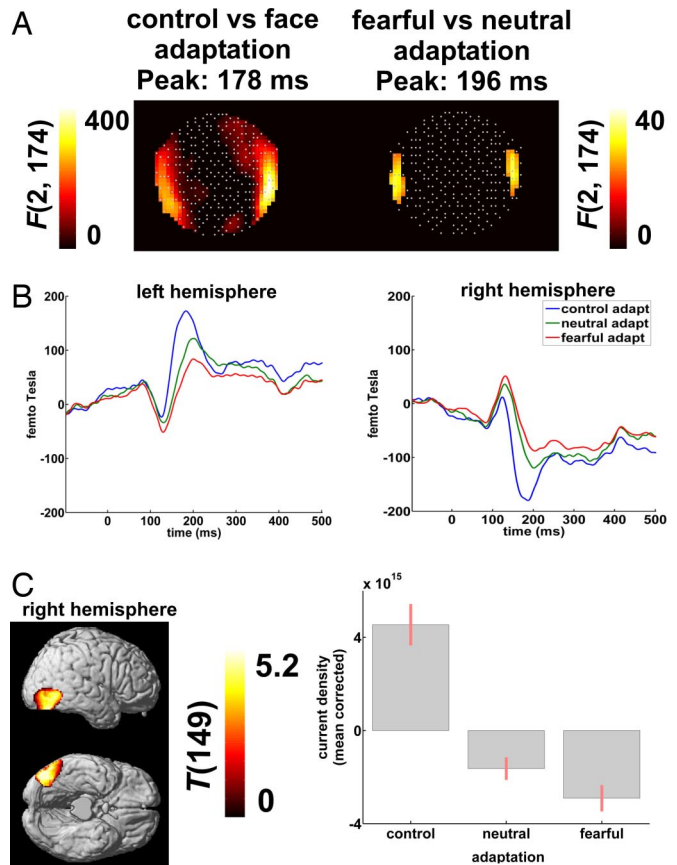 A
control vs face
adaptation
Peak: 178 ms
fearful vs neutral
adaptation
Peak: 196 ms
F(2, 174)
400
0
F(2, 174)
40
0
B
left hemisphere
femto Tesla
200
100
0
-100
-200
0 100 200 300 400 500
time (ms)
right hemisphere
control adapt
neutral adapt
fearful adapt
femto Tesla
200
100
0
-100
-200
0 100 200 300 400 500
time (ms)
C
right hemisphere
T(149)
5.2
0
x 10¹⁵
current density
(mean corrected)
4
0
-4
control neutral fearful
adaptation